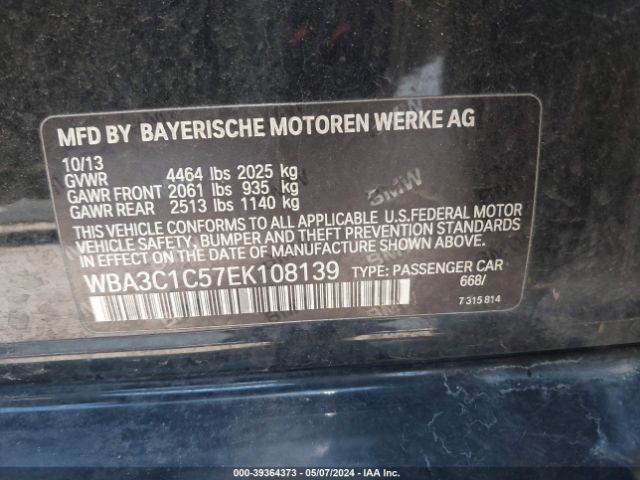 MFD BY BAYERISCHE MOTOREN WERKE AG
10/13
GVWR 4464 lbs 2025 kg
GAWR FRONT 2061 lbs 935 kg
GAWR REAR 2513 lbs 1140 kg
THIS VEHICLE CONFORMS TO ALL APPLICABLE U.S.FEDERAL MOTOR
VEHICLE SAFETY, BUMPER AND THEFT PREVENTION STANDARDS
IN EFFECT ON THE DATE OF MANUFACTURE SHOWN ABOVE.
WBA3C1C57EK108139 TYPE: PASSENGER CAR
668/
7 315 814
BMW
BMW
BMW
000-39364373 — 05/07/2024 — IAA Inc.